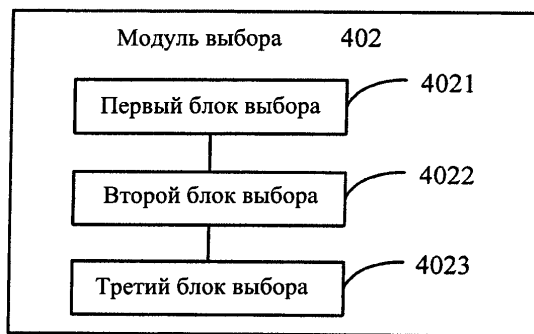 Модуль выбора 402
Первый блок выбора 4021
Второй блок выбора 4022
Третий блок выбора 4023